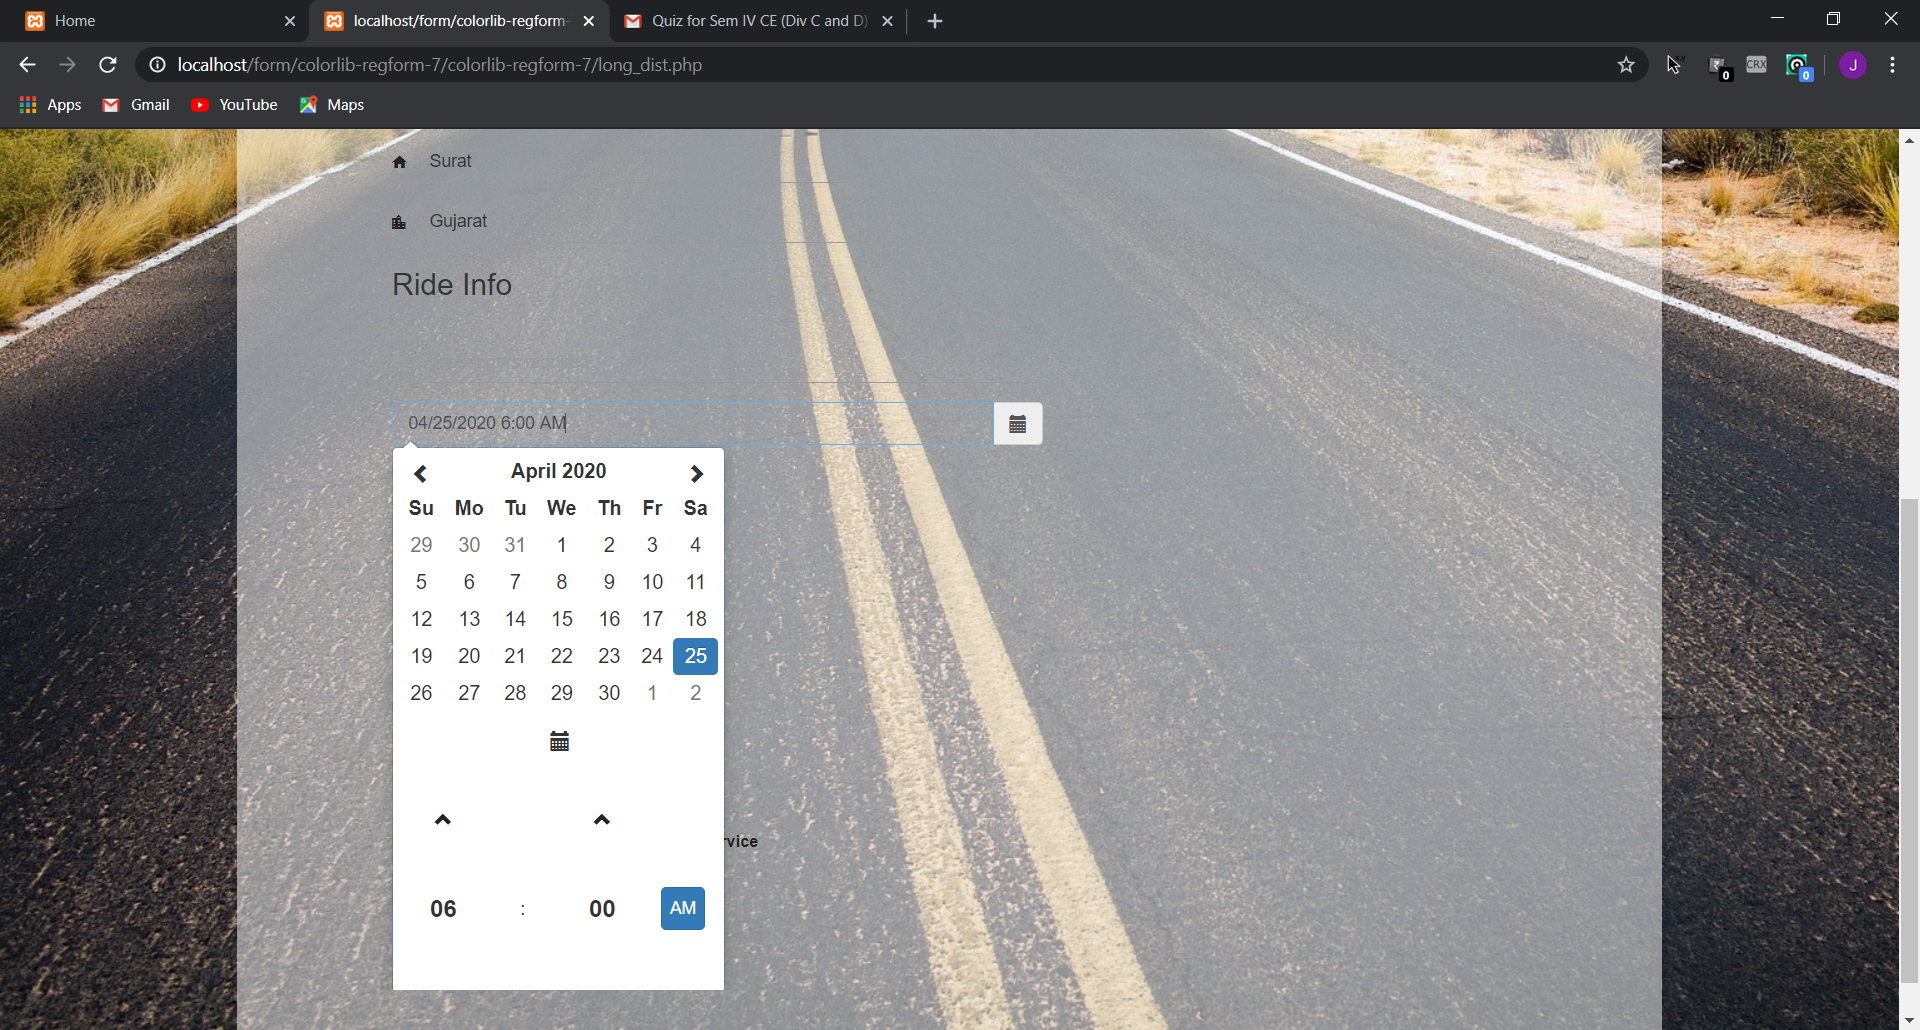 Home
localhost/form/colorlib-regform-
Quiz for Sem IV CE (Div C and D)
localhost/form/colorlib-regform-7/colorlib-regform-7/long_dist.php
0
CRX
0
J
Apps
Gmail
YouTube
Maps
Surat
Gujarat
Ride Info
04/25/2020 6:00 AM
April 2020
Su Mo Tu We Th Fr Sa
29 30 31 1 2 3 4
5 6 7 8 9 10 11
12 13 14 15 16 17 18
19 20 21 22 23 24 25
26 27 28 29 30 1 2
rvice
06 : 00 AM